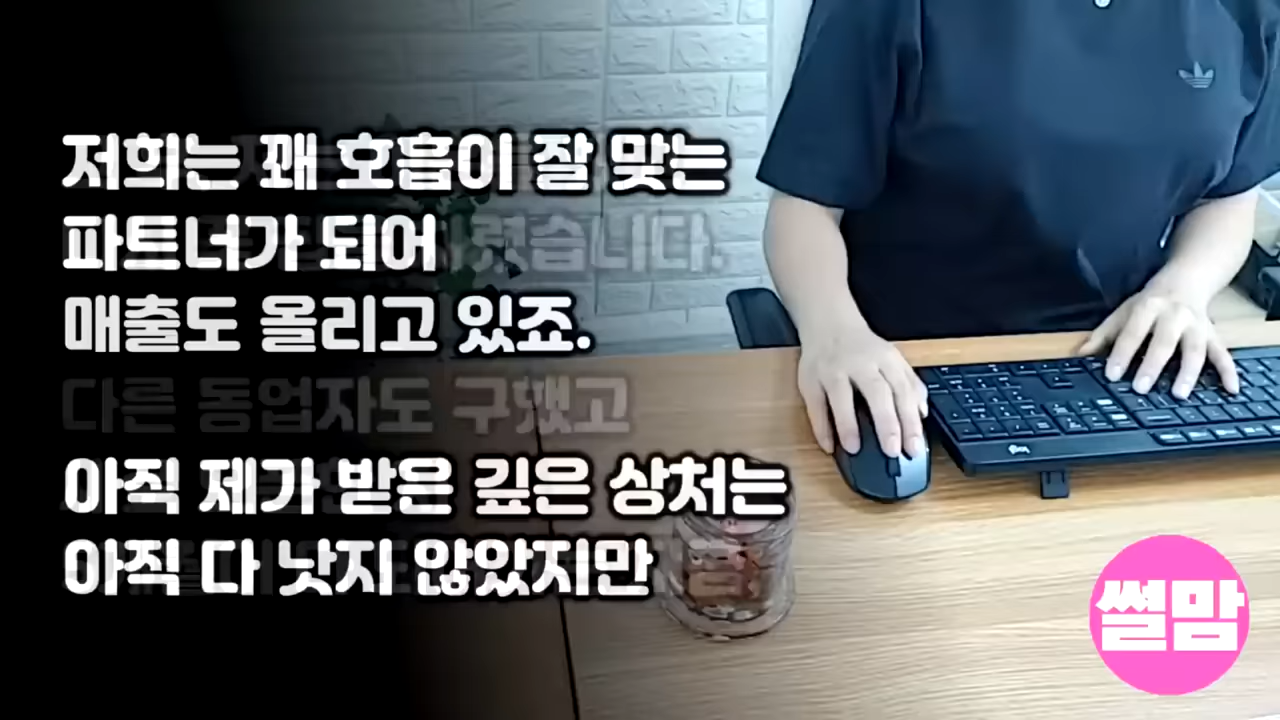 저희는 꽤 호흡이 잘 맞는
파트너가 되어
매출도 올리고 있죠.
다른 동업자도 구했고
아직 제가 받은 깊은 상처는
아직 다 낫지 않았지만
썰맘